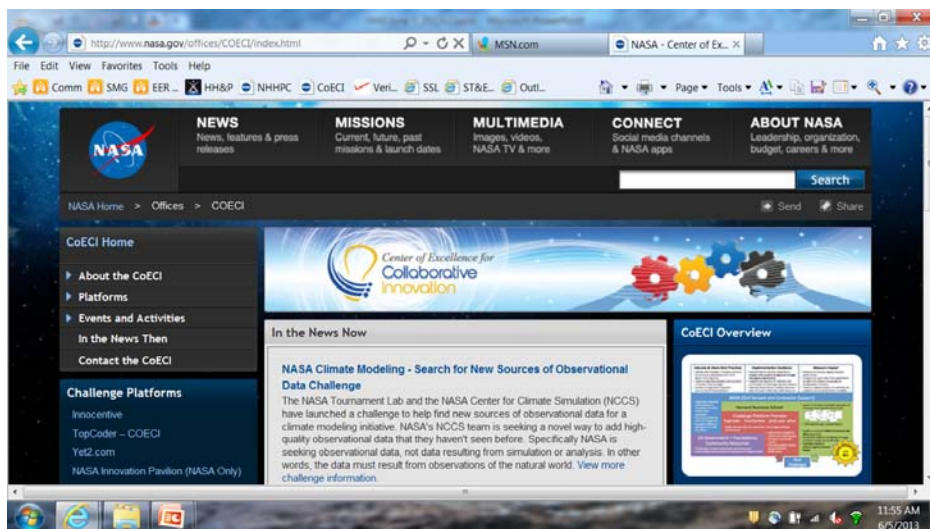 http://www.nasa.gov/offices/COECI/index.html
MSN.com
NASA - Center of Ex...
File Edit View Favorites Tools Help
Comm SMG EER ... HH&P NHHPC CoECI Veri... SSL ST&E... Outl...
Page Tools
NASA
NEWS
News, features & press
releases
MISSIONS
Current, future, past
missions & launch dates
MULTIMEDIA
Images, videos,
NASA TV & more
CONNECT
Social media channels
& NASA apps
ABOUT NASA
Leadership, organization,
budget, careers & more
Search
NASA Home > Offices > COECI
Send Share
CoECI Home
About the CoECI
Platforms
Events and Activities
In the News Then
Contact the CoECI
Challenge Platforms
Innocentive
TopCoder – COECI
Yet2.com
NASA Innovation Pavilion (NASA Only)
Center of Excellence for
Collaborative
Innovation
In the News Now
NASA Climate Modeling - Search for New Sources of Observational
Data Challenge
The NASA Tournament Lab and the NASA Center for Climate Simulation (NCCS)
have launched a challenge to help find new sources of observational data for a
climate modeling initiative. NASA's NCCS team is seeking a novel way to add high-
quality observational data that they haven't seen before. Specifically NASA is
seeking observational data, not data resulting from simulation or analysis. In other
words, the data must result from observations of the natural world. View more
challenge information.
CoECI Overview
11:55 AM
6/5/2013